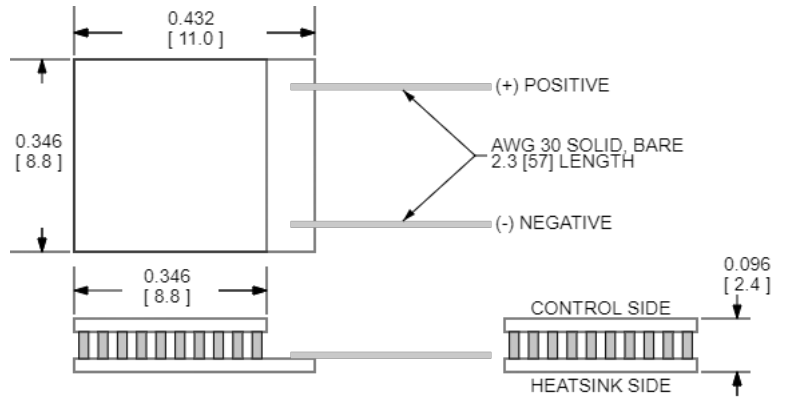 0.432
[ 11.0 ]
(+) POSITIVE
0.346
[ 8.8 ]
AWG 30 SOLID, BARE
2.3 [57] LENGTH
(-) NEGATIVE
0.346
[ 8.8 ]
0.096
[ 2.4 ]
CONTROL SIDE
HEATSINK SIDE